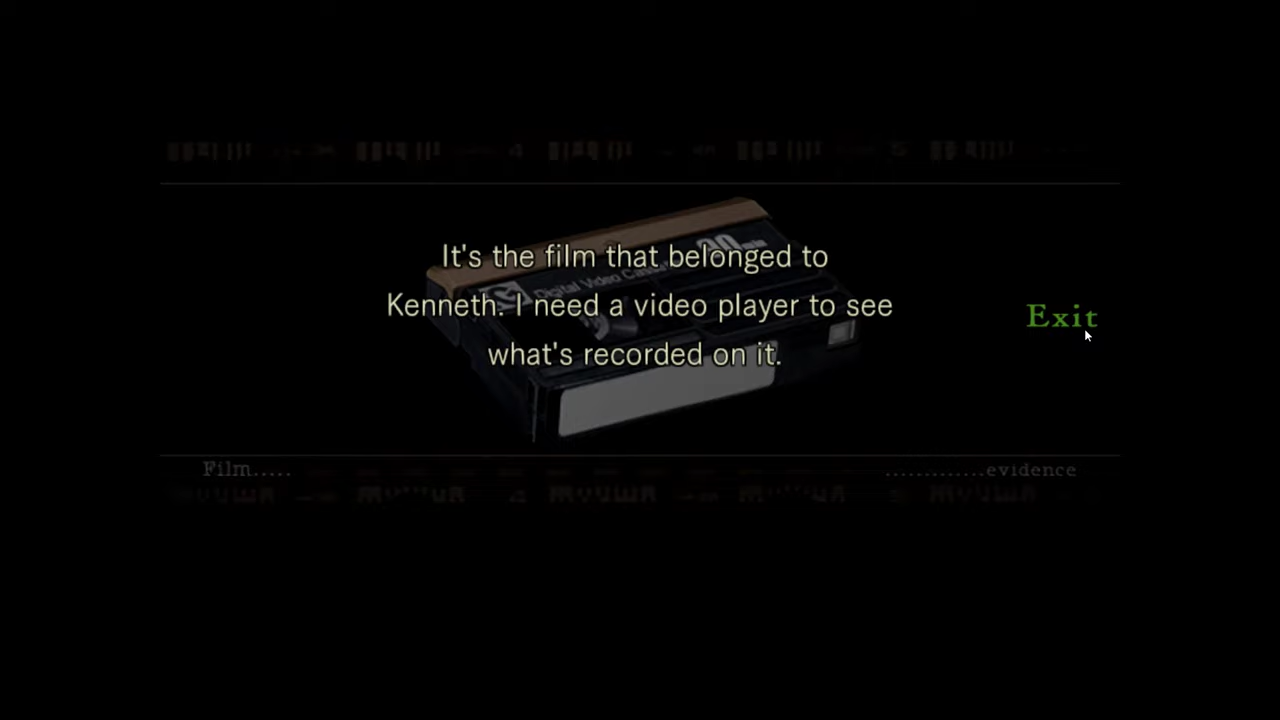 It's the film that belonged to
Kenneth. I need a video player to see
what's recorded on it.
Exit
Film.....
.............evidence